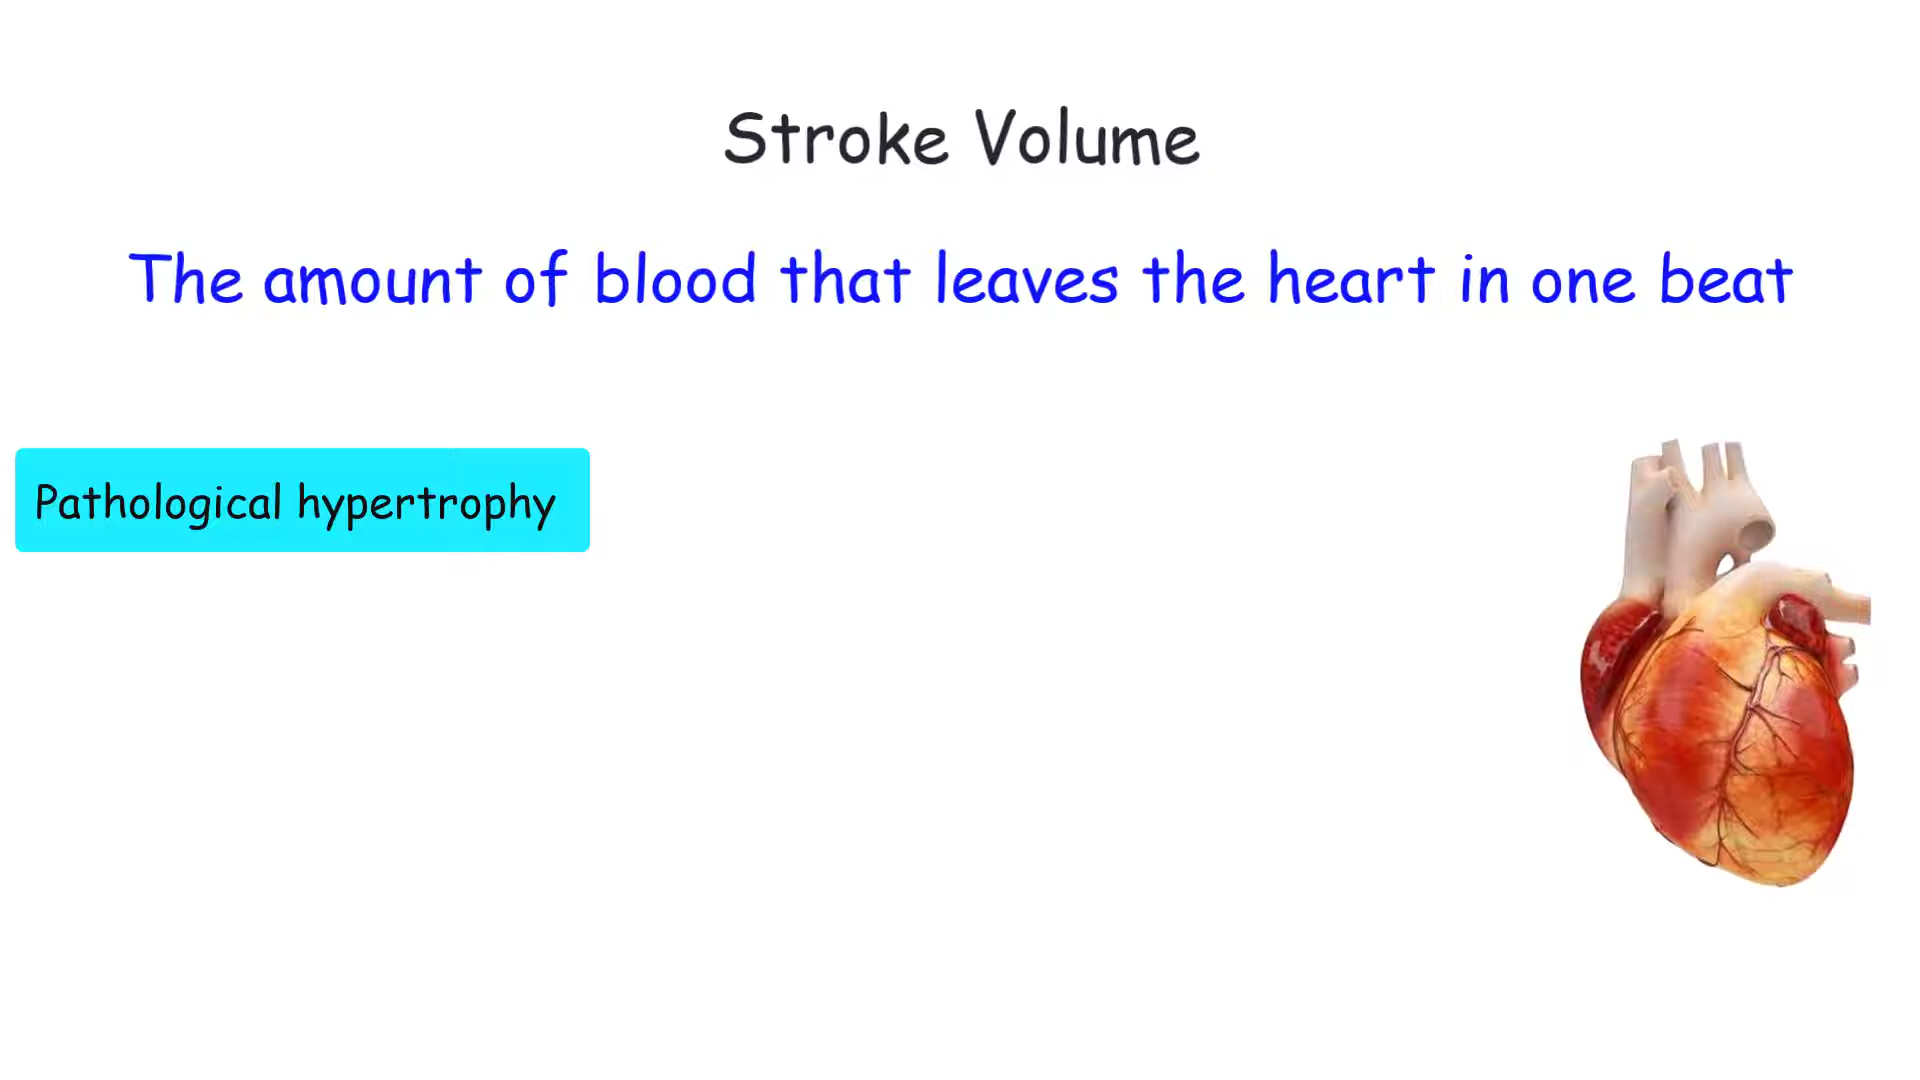 Stroke Volume
The amount of blood that leaves the heart in one beat
Pathological hypertrophy